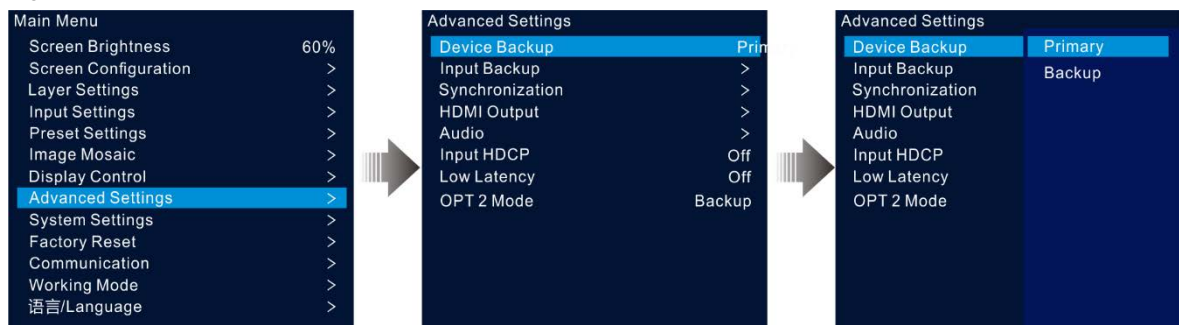 Main Menu
Screen Brightness 60%
Screen Configuration >
Layer Settings >
Input Settings >
Preset Settings >
Image Mosaic >
Display Control >
Advanced Settings >
System Settings >
Factory Reset >
Communication >
Working Mode >
语言/Language >
Advanced Settings
Device Backup Prim
Input Backup >
Synchronization >
HDMI Output >
Audio >
Input HDCP Off
Low Latency Off
OPT 2 Mode Backup
Advanced Settings
Device Backup Primary
Input Backup Backup
Synchronization
HDMI Output
Audio
Input HDCP
Low Latency
OPT 2 Mode